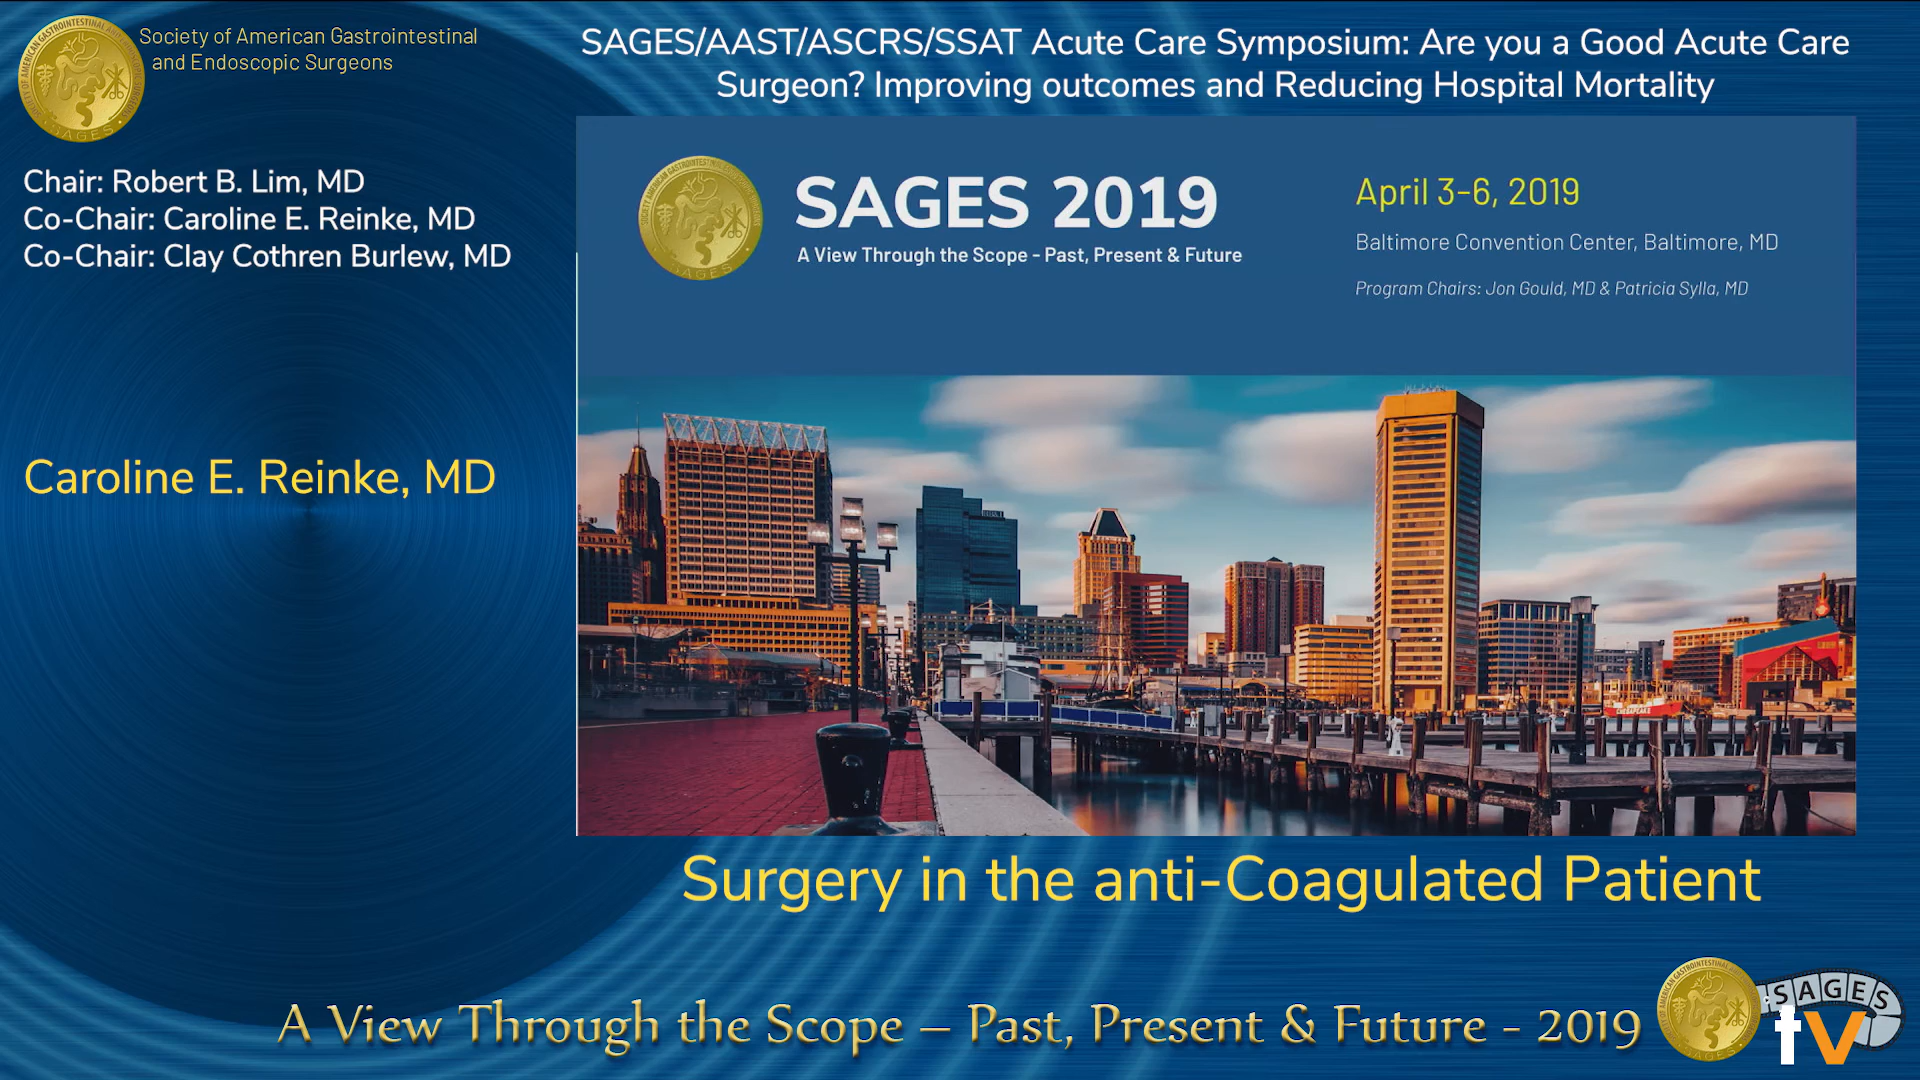 Society of American Gastrointestinal
and Endoscopic Surgeons
SAGES/AAST/ASCRS/SSAT Acute Care Symposium: Are you a Good Acute Care
Surgeon? Improving outcomes and Reducing Hospital Mortality
Chair: Robert B. Lim, MD
Co-Chair: Caroline E. Reinke, MD
Co-Chair: Clay Cothren Burlew, MD
Caroline E. Reinke, MD
SAGES 2019
A View Through the Scope - Past, Present & Future
April 3-6, 2019
Baltimore Convention Center, Baltimore, MD
Program Chairs: Jon Gould, MD & Patricia Sylla, MD
CHESAPEAKE
Surgery in the anti-Coagulated Patient
A View Through the Scope – Past, Present & Future - 2019
SAGES
tv